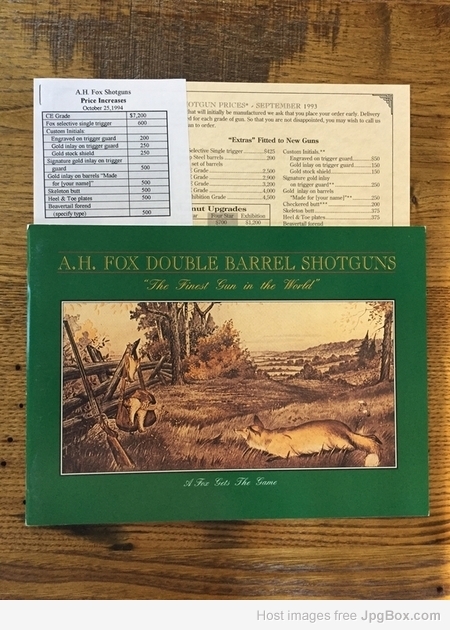 A.H. Fox Shotguns
Price Increases
October 25, 1994
CE Grade $7,200
Fox selective single trigger 600
Custom Initials:
Engraved on trigger guard 200
Gold inlay on trigger guard 250
Gold stock shield 250
Signature gold inlay on trigger
guard 500
Gold inlay on barrels "Made
for [your name]" 500
Skeleton butt 500
Heel & Toe plates 500
Beavertail forend
(specify type) 500
OTGUN PRICES* - SEPTEMBER 1993
that will initially be manufactured we ask that you place your order early. Delivery
ed for each grade of gun. So that you are not disappointed, you may wish to call to
un to order.
"Extras" Fitted to New Guns
Selective Single trigger $425
Steel barrels 200
set of barrels
Grade 2,500
Grade 2,900
Grade 3,200
Grade 4,000
Grade 4,500
nut Upgrades
Four Star Exhibition
$700 $1,200
Custom Initials:**
Engraved on trigger guard 150
Gold inlay on trigger guard 150
Gold stock shield 150
Signature gold inlay
on trigger guard** 350
Gold inlay on barrels
"Made for [your name]"** 350
Checkered butt*** 200
Skeleton butt 375
Heel & Toe plates 375
Beavertail forend
A.H. FOX DOUBLE BARREL SHOTGUNS
"The Finest Gun in the World"
A Fox Gets The Game
Host images free JpgBox.com